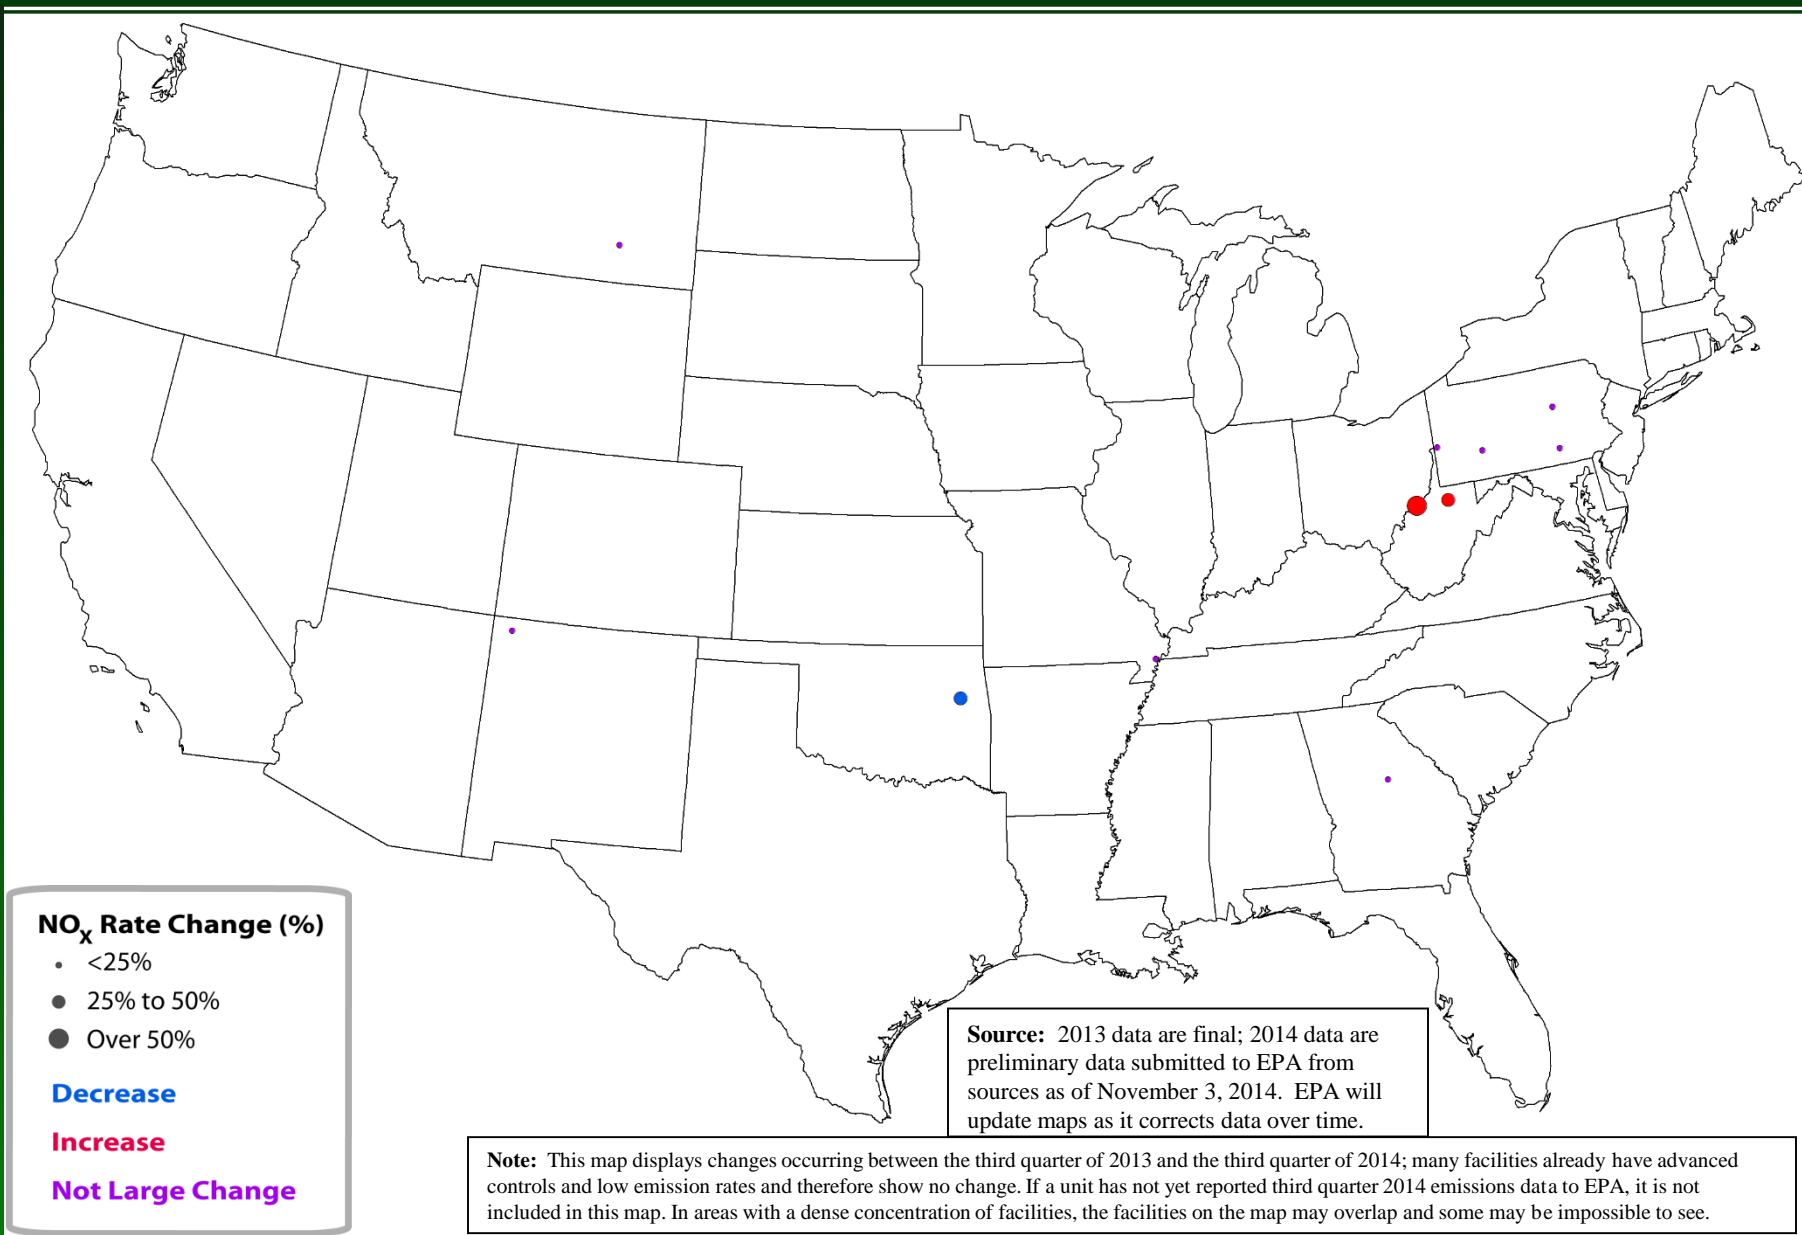 NOX Rate Change (%)
<25%
25% to 50%
Over 50%
Decrease
Increase
Not Large Change
Source: 2013 data are final; 2014 data are
preliminary data submitted to EPA from
sources as of November 3, 2014. EPA will
update maps as it corrects data over time.
Note: This map displays changes occurring between the third quarter of 2013 and the third quarter of 2014; many facilities already have advanced
controls and low emission rates and therefore show no change. If a unit has not yet reported third quarter 2014 emissions data to EPA, it is not
included in this map. In areas with a dense concentration of facilities, the facilities on the map may overlap and some may be impossible to see.